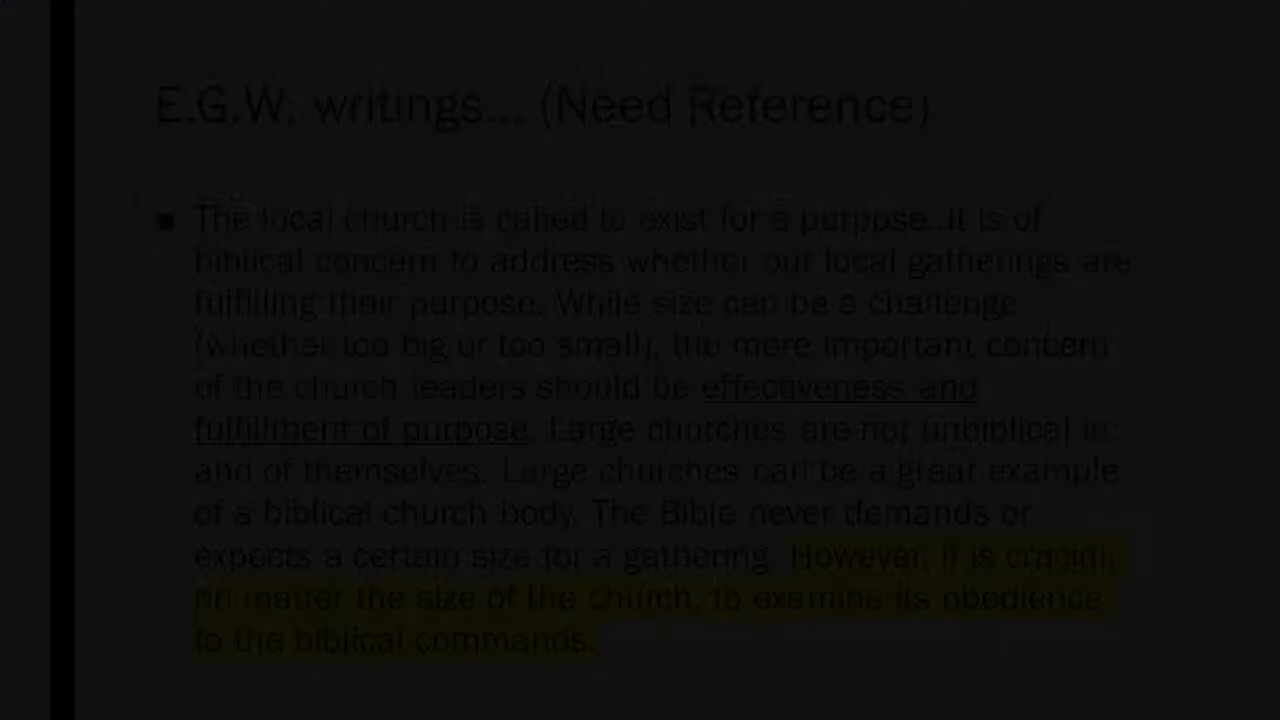 E.G.W. writings... (Need Reference)
■ The local church is called to exist for a purpose. It is of
biblical concern to address whether our local gatherings are
fulfilling their purpose. While size can be a challenge
(whether too big or too small), the more important concern
of the church leaders should be effectiveness and
fulfillment of purpose. Large churches are not unbiblical in
and of themselves. Large churches can be a great example
of a biblical church body. The Bible never demands or
expects a certain size for a gathering. However, it is crucial,
no matter the size of the church, to examine its obedience
to the biblical commands.